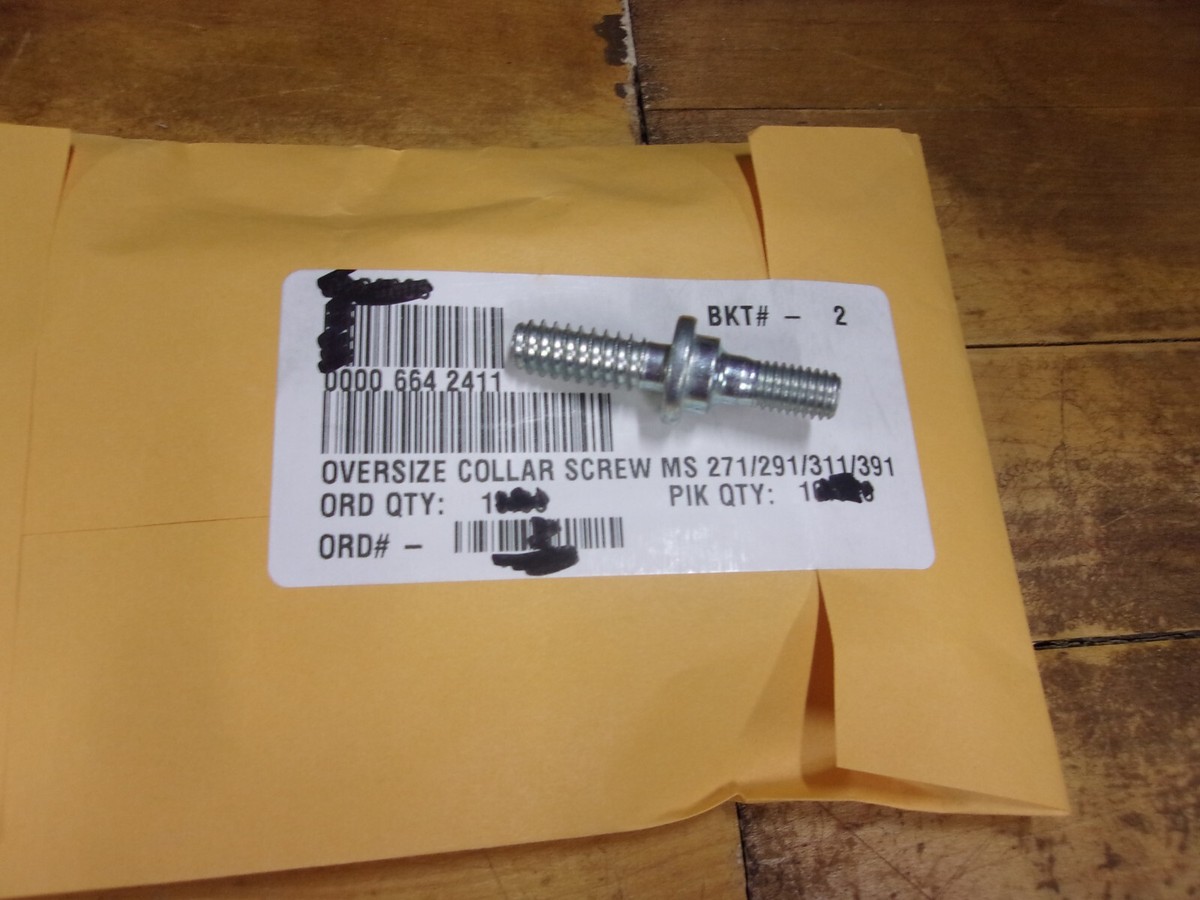 BKT# - 2
0000 664 2411
OVERSIZE COLLAR SCREW MS 271/291/311/391
ORD QTY: PIK QTY:
ORD# -